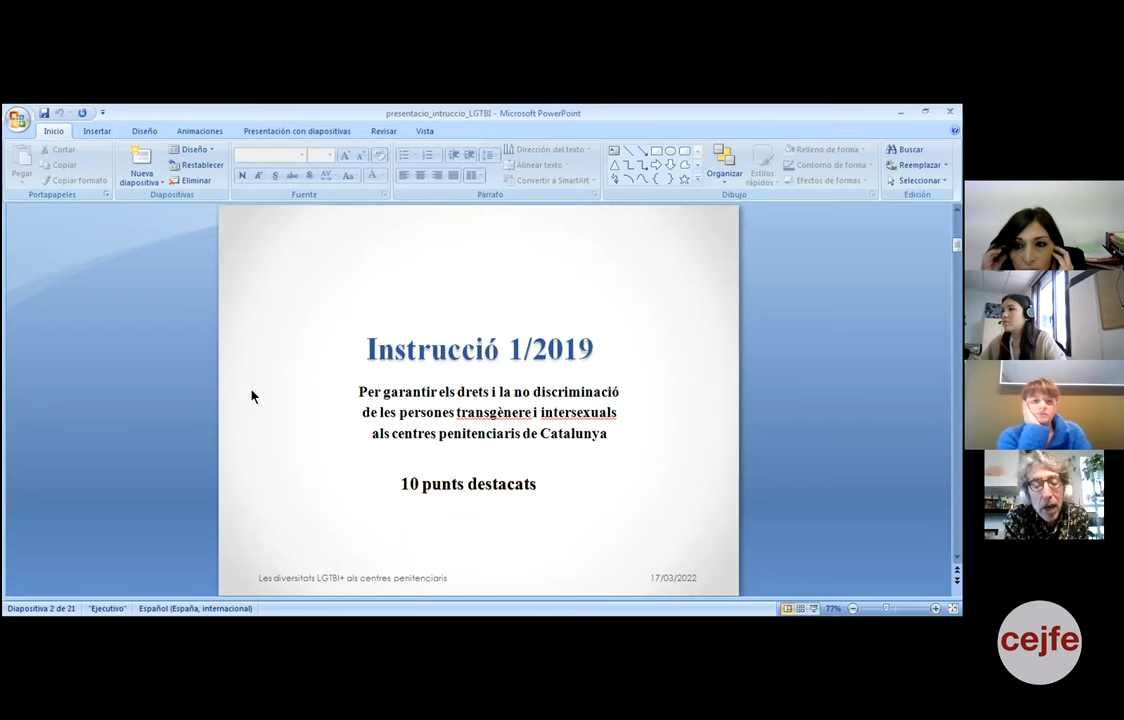 presentacio_intruccio_LGTBI - Microsoft PowerPoint
Inicio
Insertar
Diseño
Animaciones
Presentación con diapositivas
Revisar
Vista
Pegar
Cortar
Copiar
Copiar formato
Portapapeles
Nueva
diapositiva
Diseño
Restablecer
Eliminar
Diapositivas
Fuente
Dirección del texto
Alinear texto
Convertir a SmartArt
Párrafo
Organizar
Estilos
rápidos
Relleno de forma
Contorno de forma
Efectos de formas
Dibujo
Buscar
Reemplazar
Seleccionar
Edición
Instrucció 1/2019
Per garantir els drets i la no discriminació
de les persones transgènere i intersexuals
als centres penitenciaris de Catalunya
10 punts destacats
Les diversitats LGTBI+ als centres penitenciaris
17/03/2022
Diapositiva 2 de 21
"Ejecutivo"
Español (España, internacional)
77%
cejfe